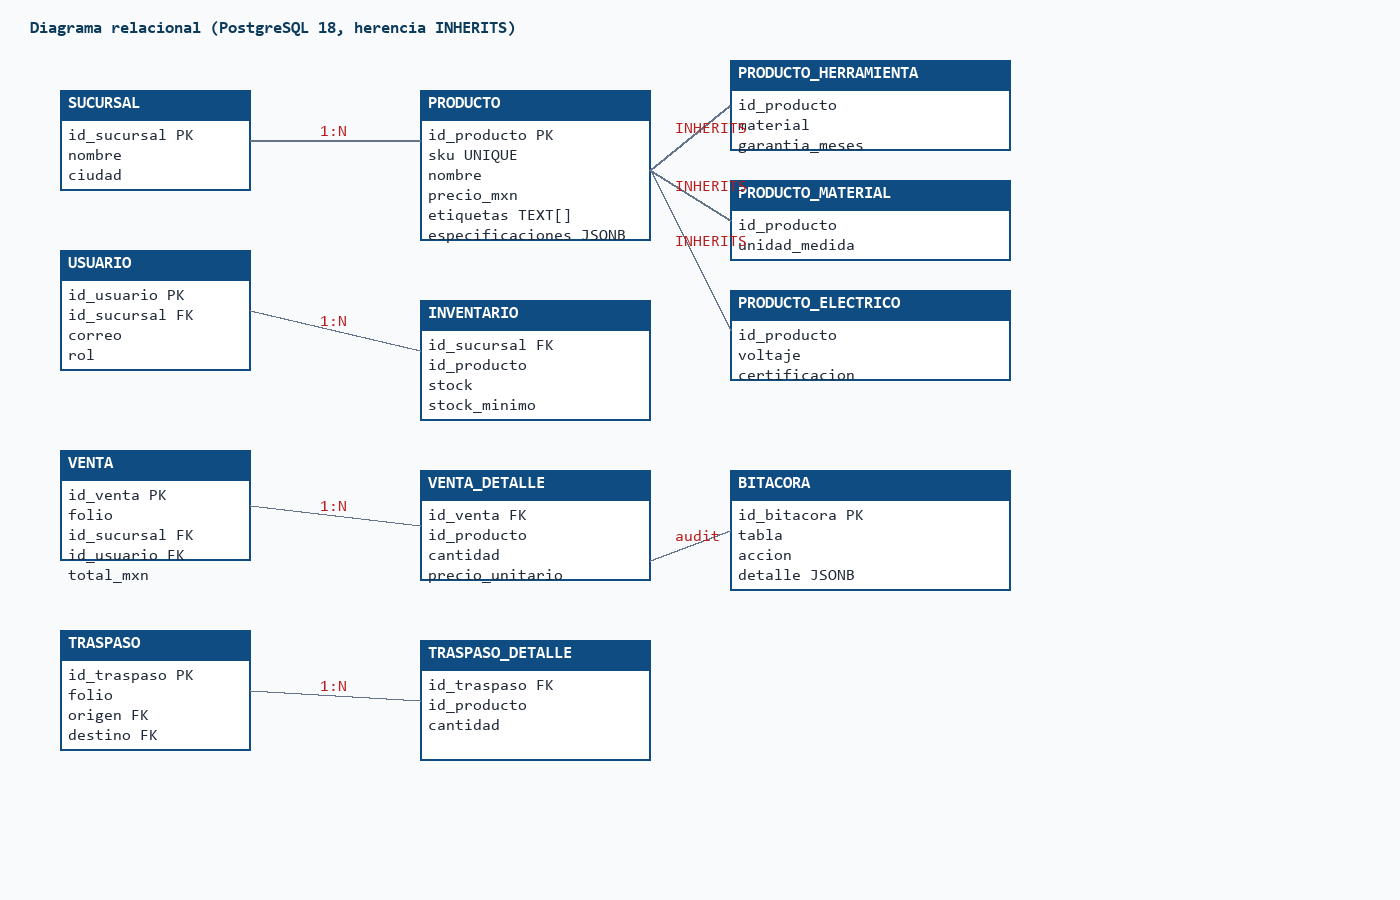 Diagrama relacional (PostgreSQL 18, herencia INHERITS)
SUCURSAL
id_sucursal PK
nombre
ciudad
1:N
PRODUCTO
id_producto PK
sku UNIQUE
nombre
precio_mxn
etiquetas TEXT[]
especificaciones JSONB
INHERITS
INHERITS
INHERITS
PRODUCTO_HERRAMIENTA
id_producto
material
garantia_meses
PRODUCTO_MATERIAL
id_producto
unidad_medida
PRODUCTO_ELECTRICO
id_producto
voltaje
certificacion
USUARIO
id_usuario PK
id_sucursal FK
correo
rol
1:N
INVENTARIO
id_sucursal FK
id_producto
stock
stock_minimo
VENTA
id_venta PK
folio
id_sucursal FK
id_usuario FK
total_mxn
1:N
VENTA_DETALLE
id_venta FK
id_producto
cantidad
precio_unitario
audit
BITACORA
id_bitacora PK
tabla
accion
detalle JSONB
TRASPASO
id_traspaso PK
folio
origen FK
destino FK
1:N
TRASPASO_DETALLE
id_traspaso FK
id_producto
cantidad